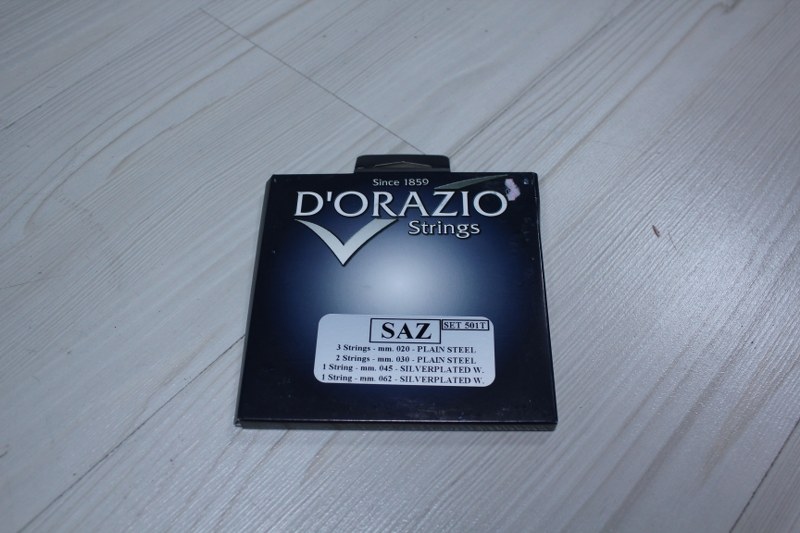 Since 1859
D'ORAZIO
Strings
SAZ SET 501T
3 Strings - mm. 020 - PLAIN STEEL
2 Strings - mm. 030 - PLAIN STEEL
1 String - mm. 045 - SILVERPLATED W.
1 String - mm. 062 - SILVERPLATED W.